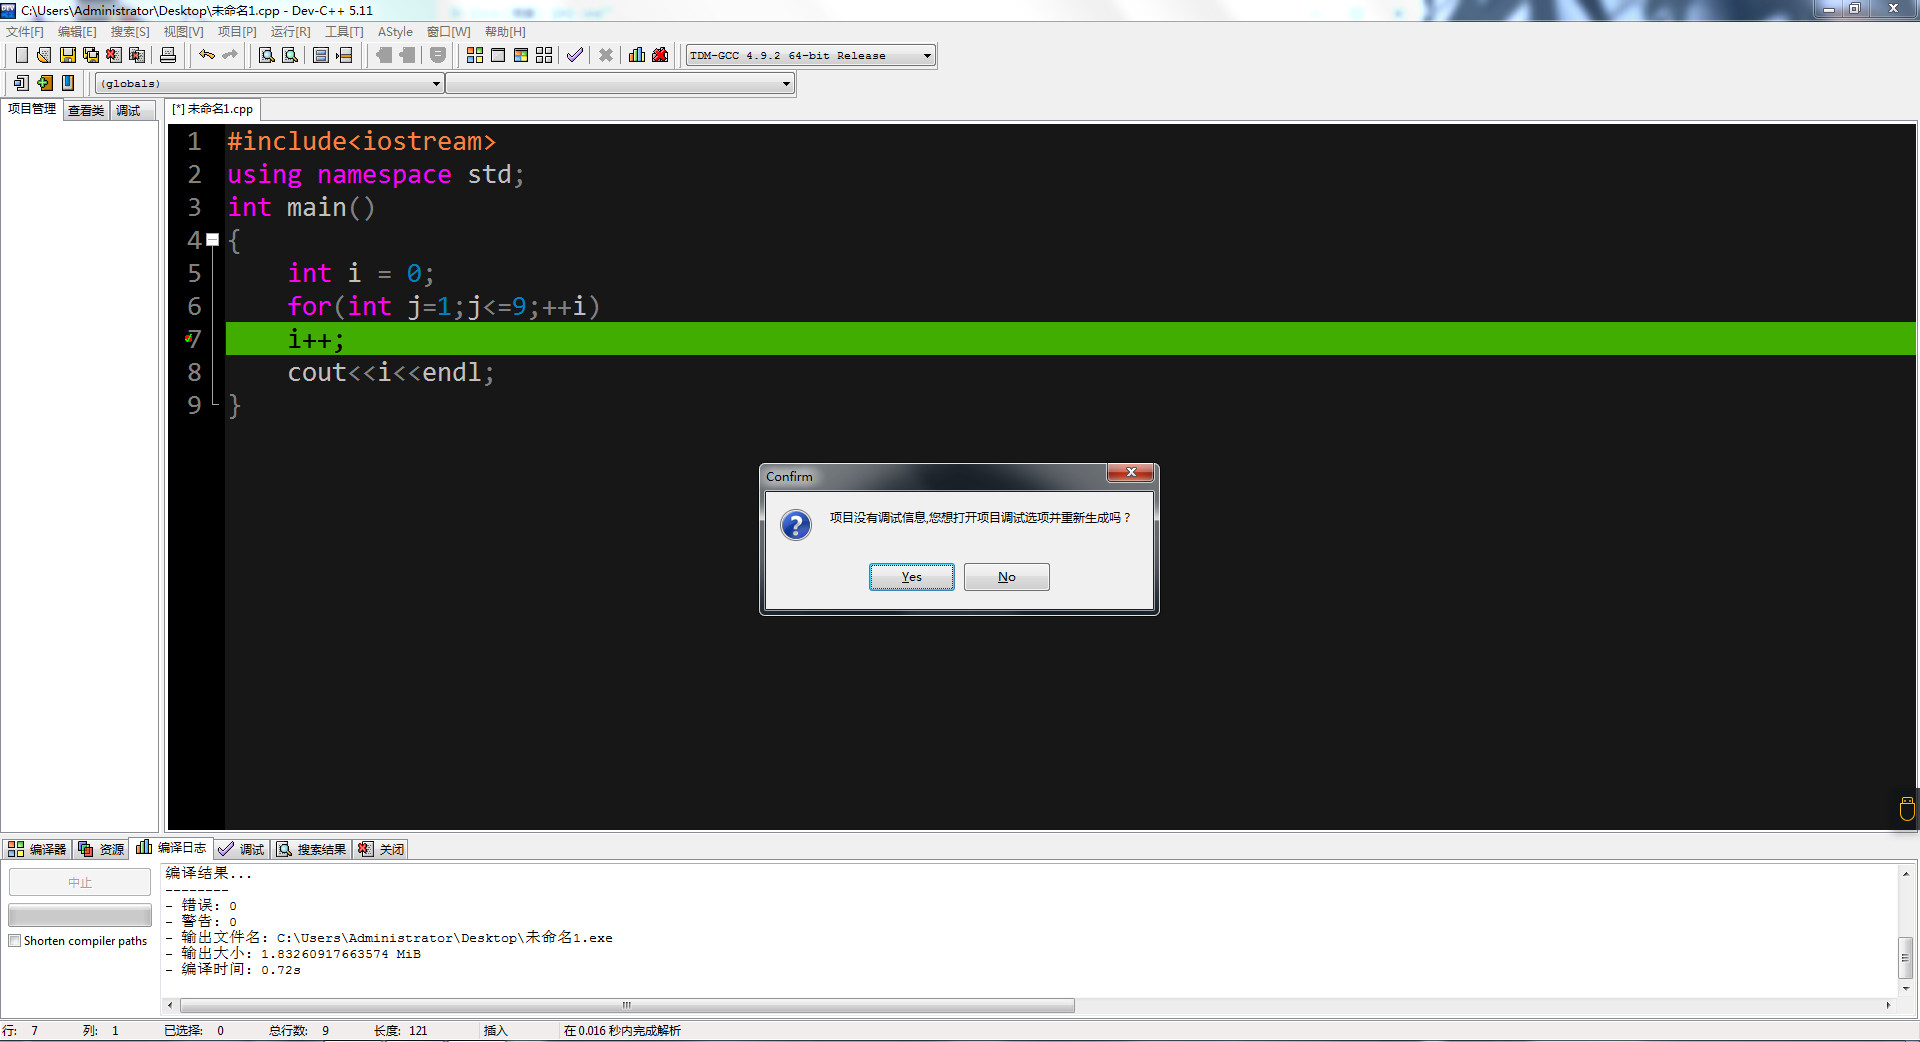 C:\Users\Administrator\Desktop\未命名1.cpp - Dev-C++ 5.11
文件[F] 编辑[E] 搜索[S] 视图[V] 项目[P] 运行[R] 工具[T] AStyle 窗口[W] 帮助[H]
TDM-GCC 4.9.2 64-bit Release
(globals)
项目管理 查看类 调试 [*] 未命名1.cpp
1 #include<iostream>
2 using namespace std;
3 int main()
4 {
5 int i = 0;
6 for(int j=1;j<=9;++i)
7 i++;
8 cout<<i<<endl;
9 }
Confirm
项目没有调试信息,您想打开项目调试选项并重新生成吗？
Yes No
编译器 资源 编译日志 调试 搜索结果 关闭
中止
Shorten compiler paths
编译结果...
--------
- 错误: 0
- 警告: 0
- 输出文件名: C:\Users\Administrator\Desktop\未命名1.exe
- 输出大小: 1.83260917663574 MiB
- 编译时间: 0.72s
行: 7 列: 1 已选择: 0 总行数: 9 长度: 121 插入 在 0.016 秒内完成解析